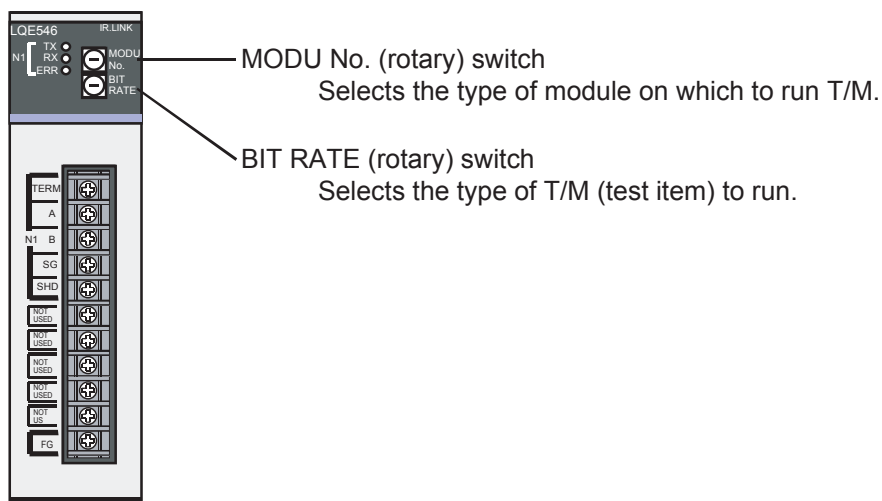 LQE546 IR.LINK
TX
N1 RX
ERR
MODU
No.
BIT
RATE
MODU No. (rotary) switch
Selects the type of module on which to run T/M.
BIT RATE (rotary) switch
Selects the type of T/M (test item) to run.
TERM
A
N1 B
SG
SHD
NOT
USED
NOT
USED
NOT
USED
NOT
USED
NOT
US
FG